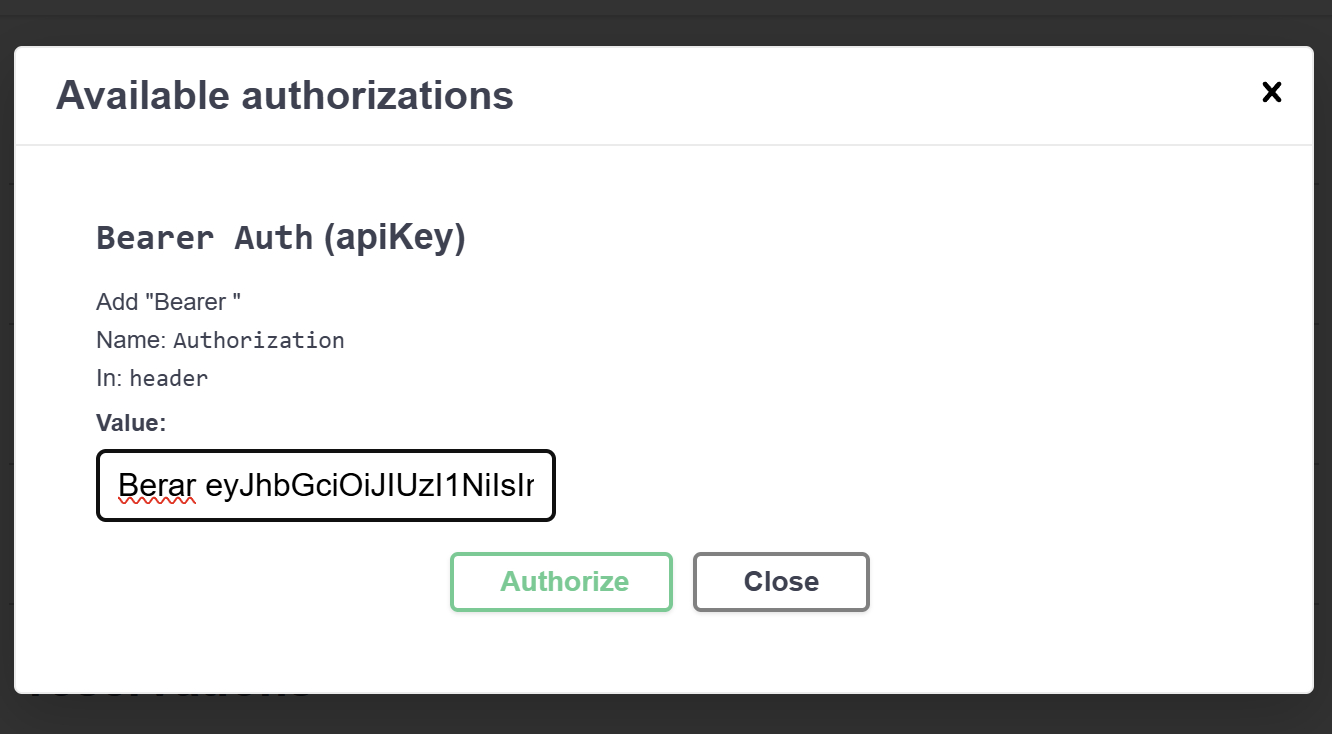 Available authorizations
Bearer Auth (apiKey)
Add "Bearer "
Name: Authorization
In: header
Value:
Berar eyJhbGciOiJIUzI1NiIsIr
Authorize
Close